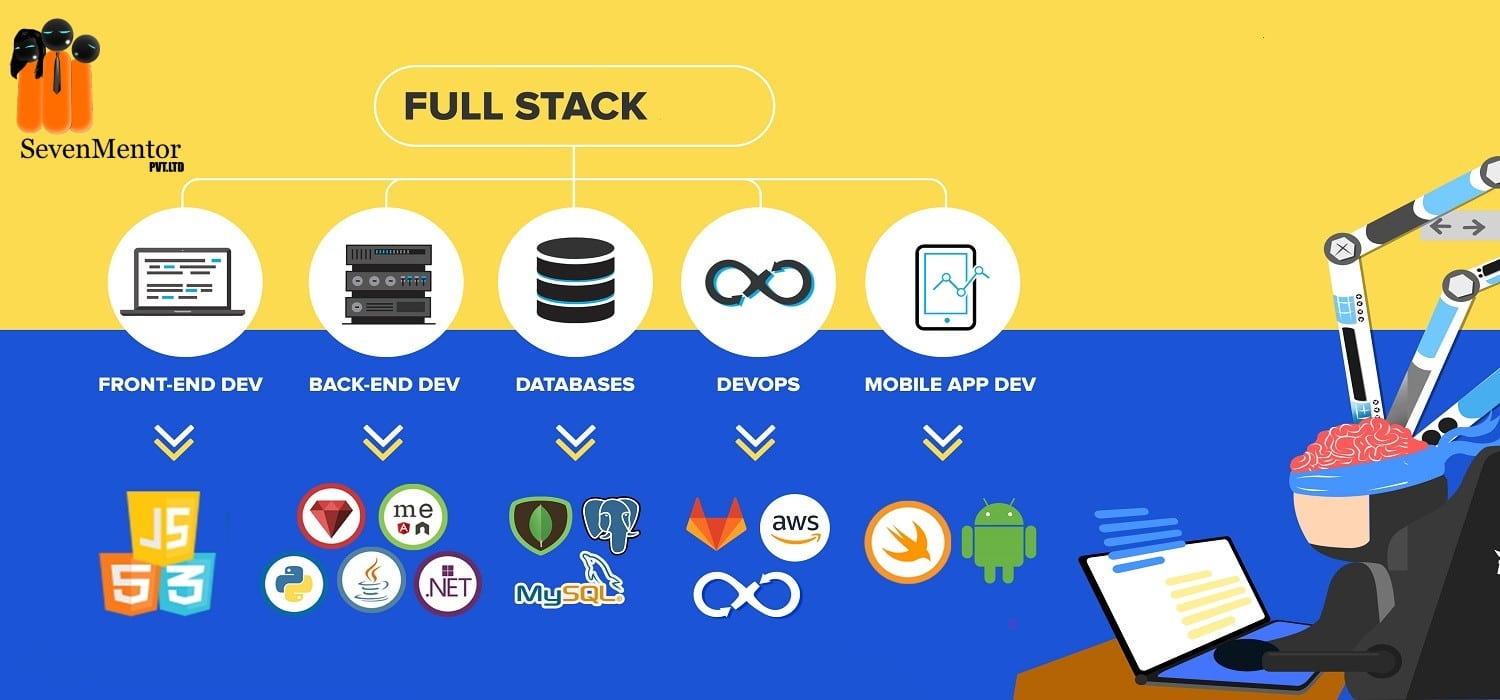 SevenMentor
PVT.LTD
FULL STACK
FRONT-END DEV
BACK-END DEV
DATABASES
DEVOPS
MOBILE APP DEV
JS
5
3
me
A
.NET
MySQL®
aws